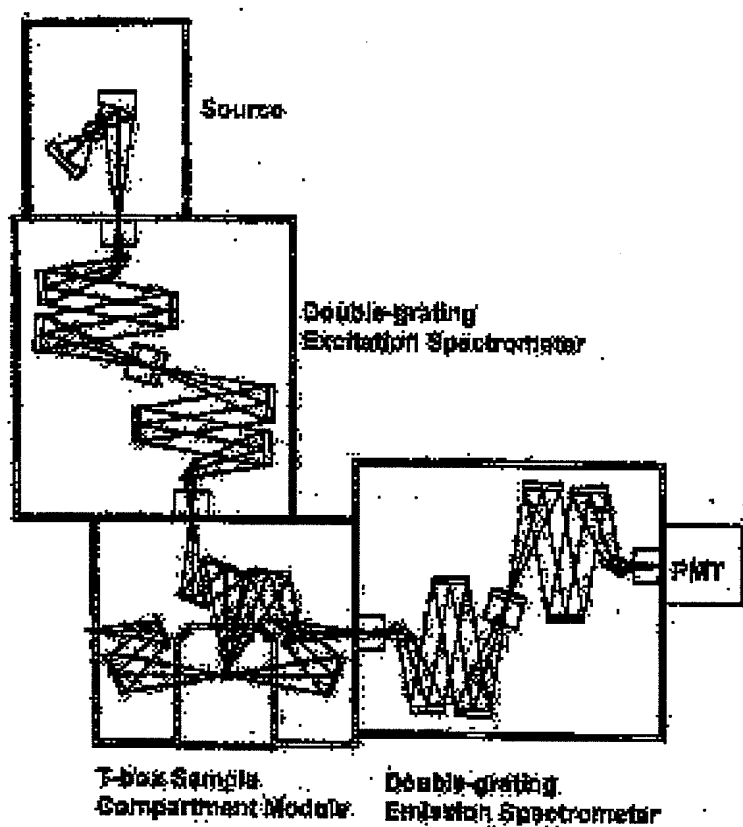 Source
Double-grating
Excitation Spectrometer
PMT
T-box Sample
Compartment Module
Double-grating
Emission Spectrometer